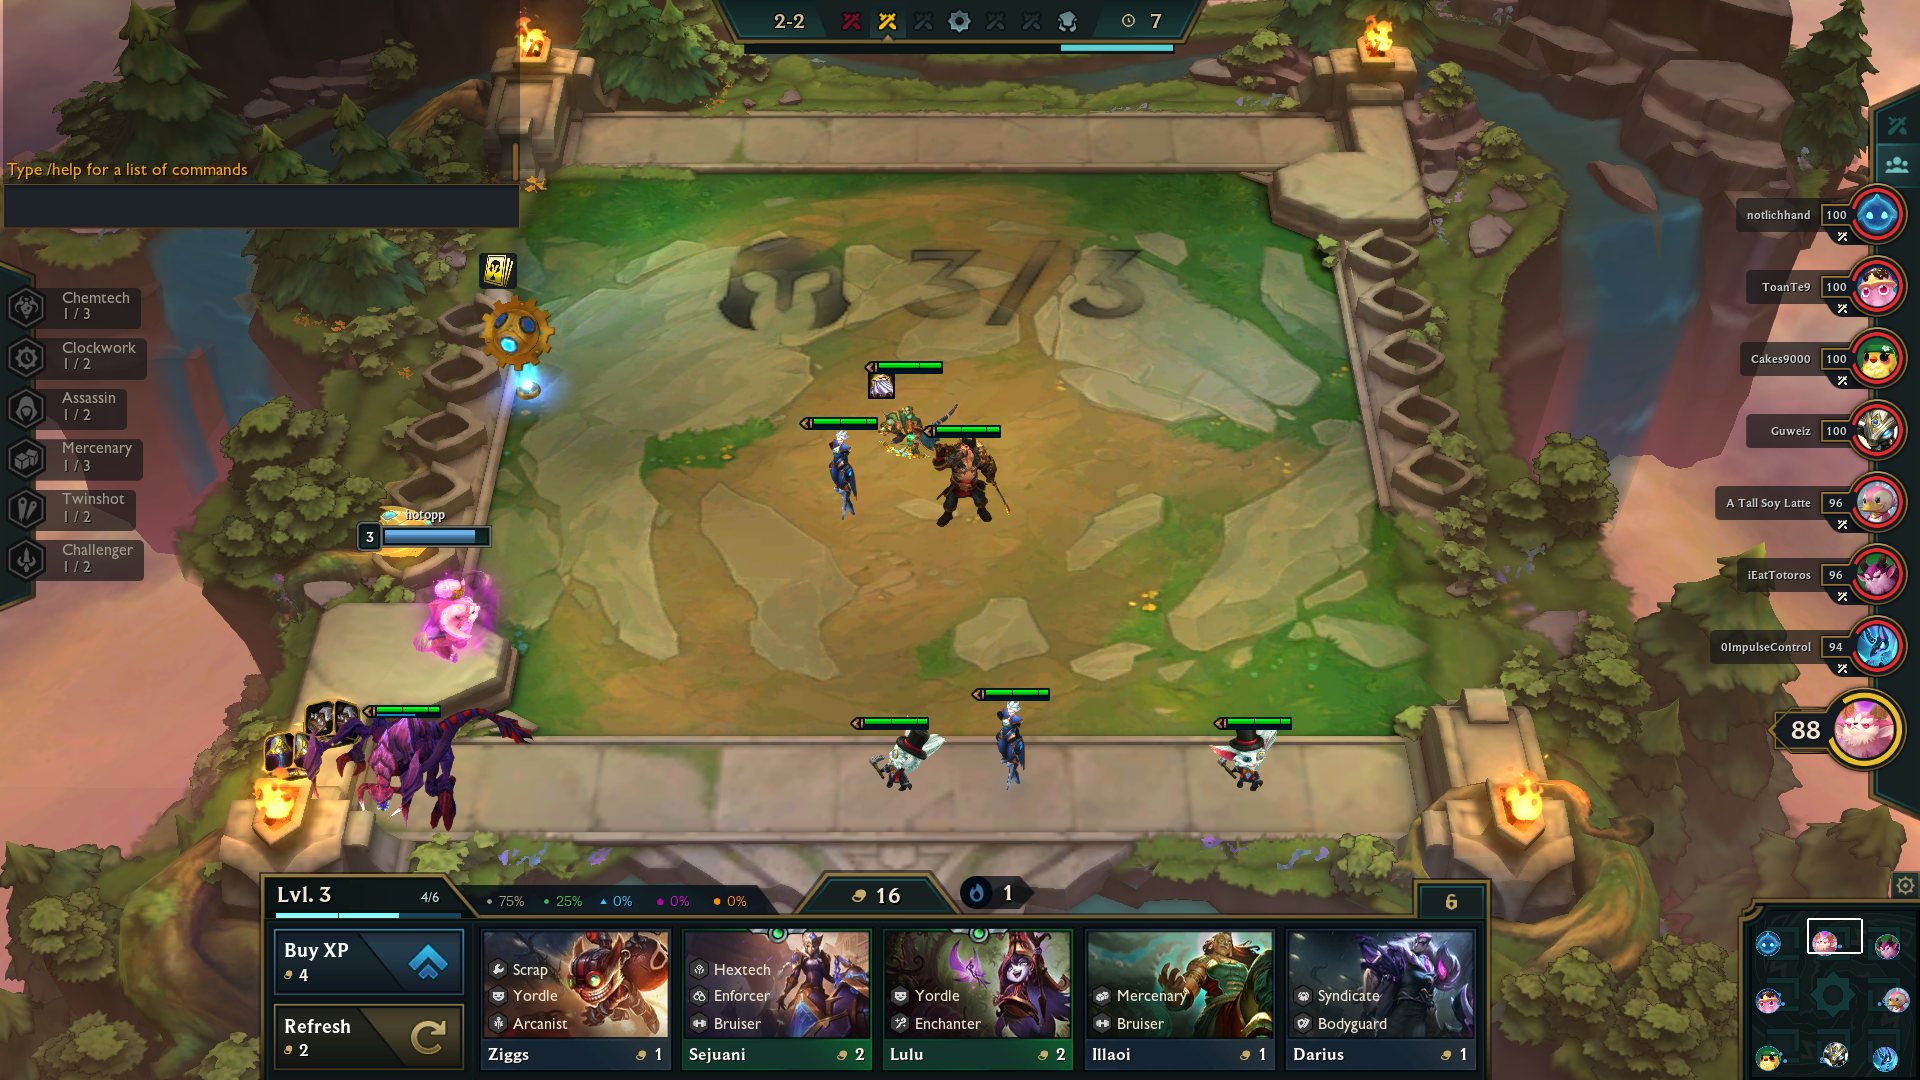 2-2
7
Type /help for a list of commands
3/3
Chemtech
1 / 3
Clockwork
1 / 2
Assassin
1 / 2
Mercenary
1 / 3
Twinshot
1 / 2
Challenger
1 / 2
hotopp
3
notlichhand 100
ToanTe9 100
Cakes9000 100
Guweiz 100
A Tall Soy Latte 96
iEatTotoros 96
0ImpulseControl 94
88
Lvl. 3 4/6
75% 25% 0% 0% 0%
16
1
6
Buy XP
4
Refresh
2
Scrap
Yordle
Arcanist
Ziggs 1
Hextech
Enforcer
Bruiser
Sejuani 2
Yordle
Enchanter
Lulu 2
Mercenary
Bruiser
Illaoi 1
Syndicate
Bodyguard
Darius 1